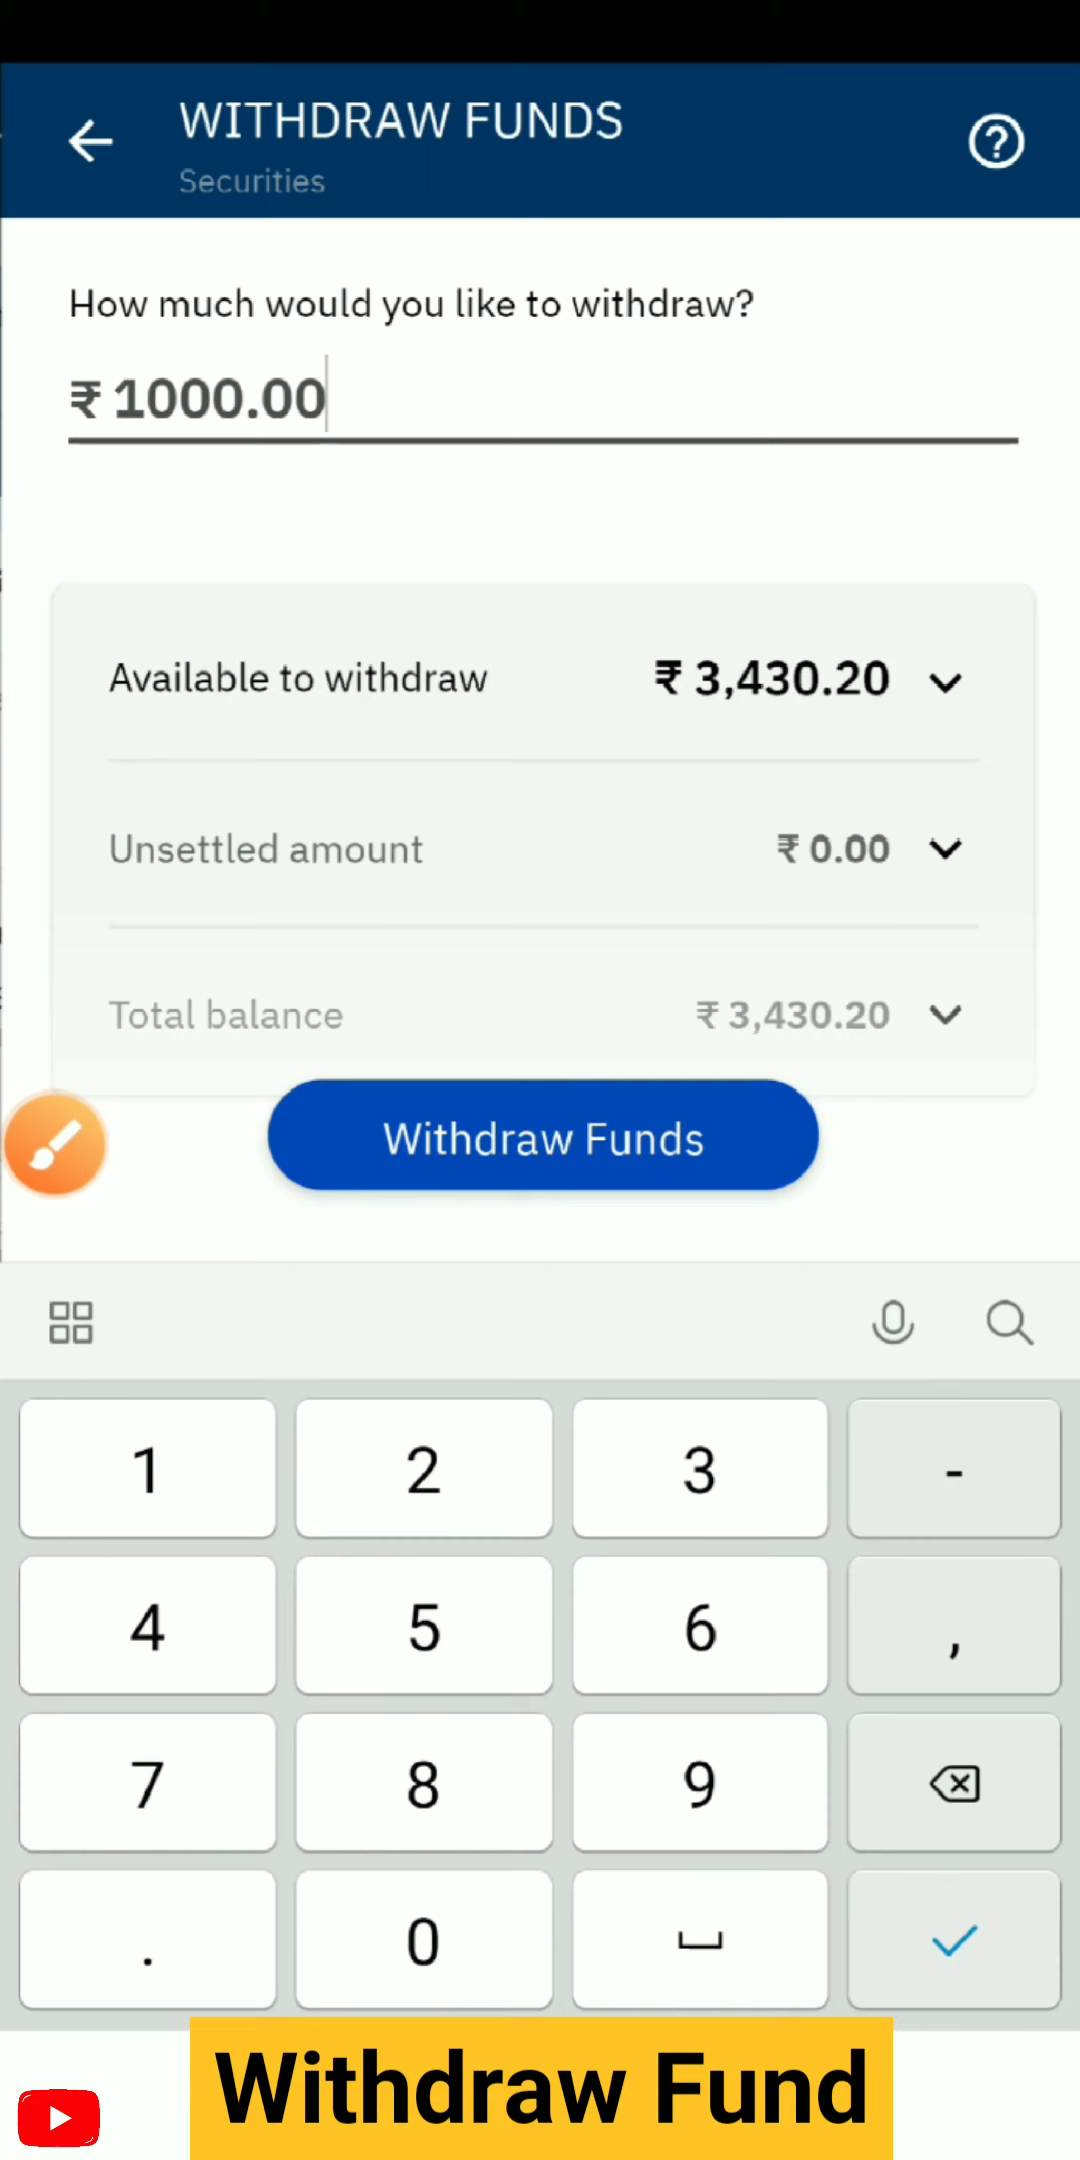 WITHDRAW FUNDS
Securities
How much would you like to withdraw?
₹ 1000.00
Available to withdraw ₹ 3,430.20
Unsettled amount ₹ 0.00
Total balance ₹ 3,430.20
Withdraw Funds
1 2 3 -
4 5 6 ,
7 8 9
. 0
Withdraw Fund